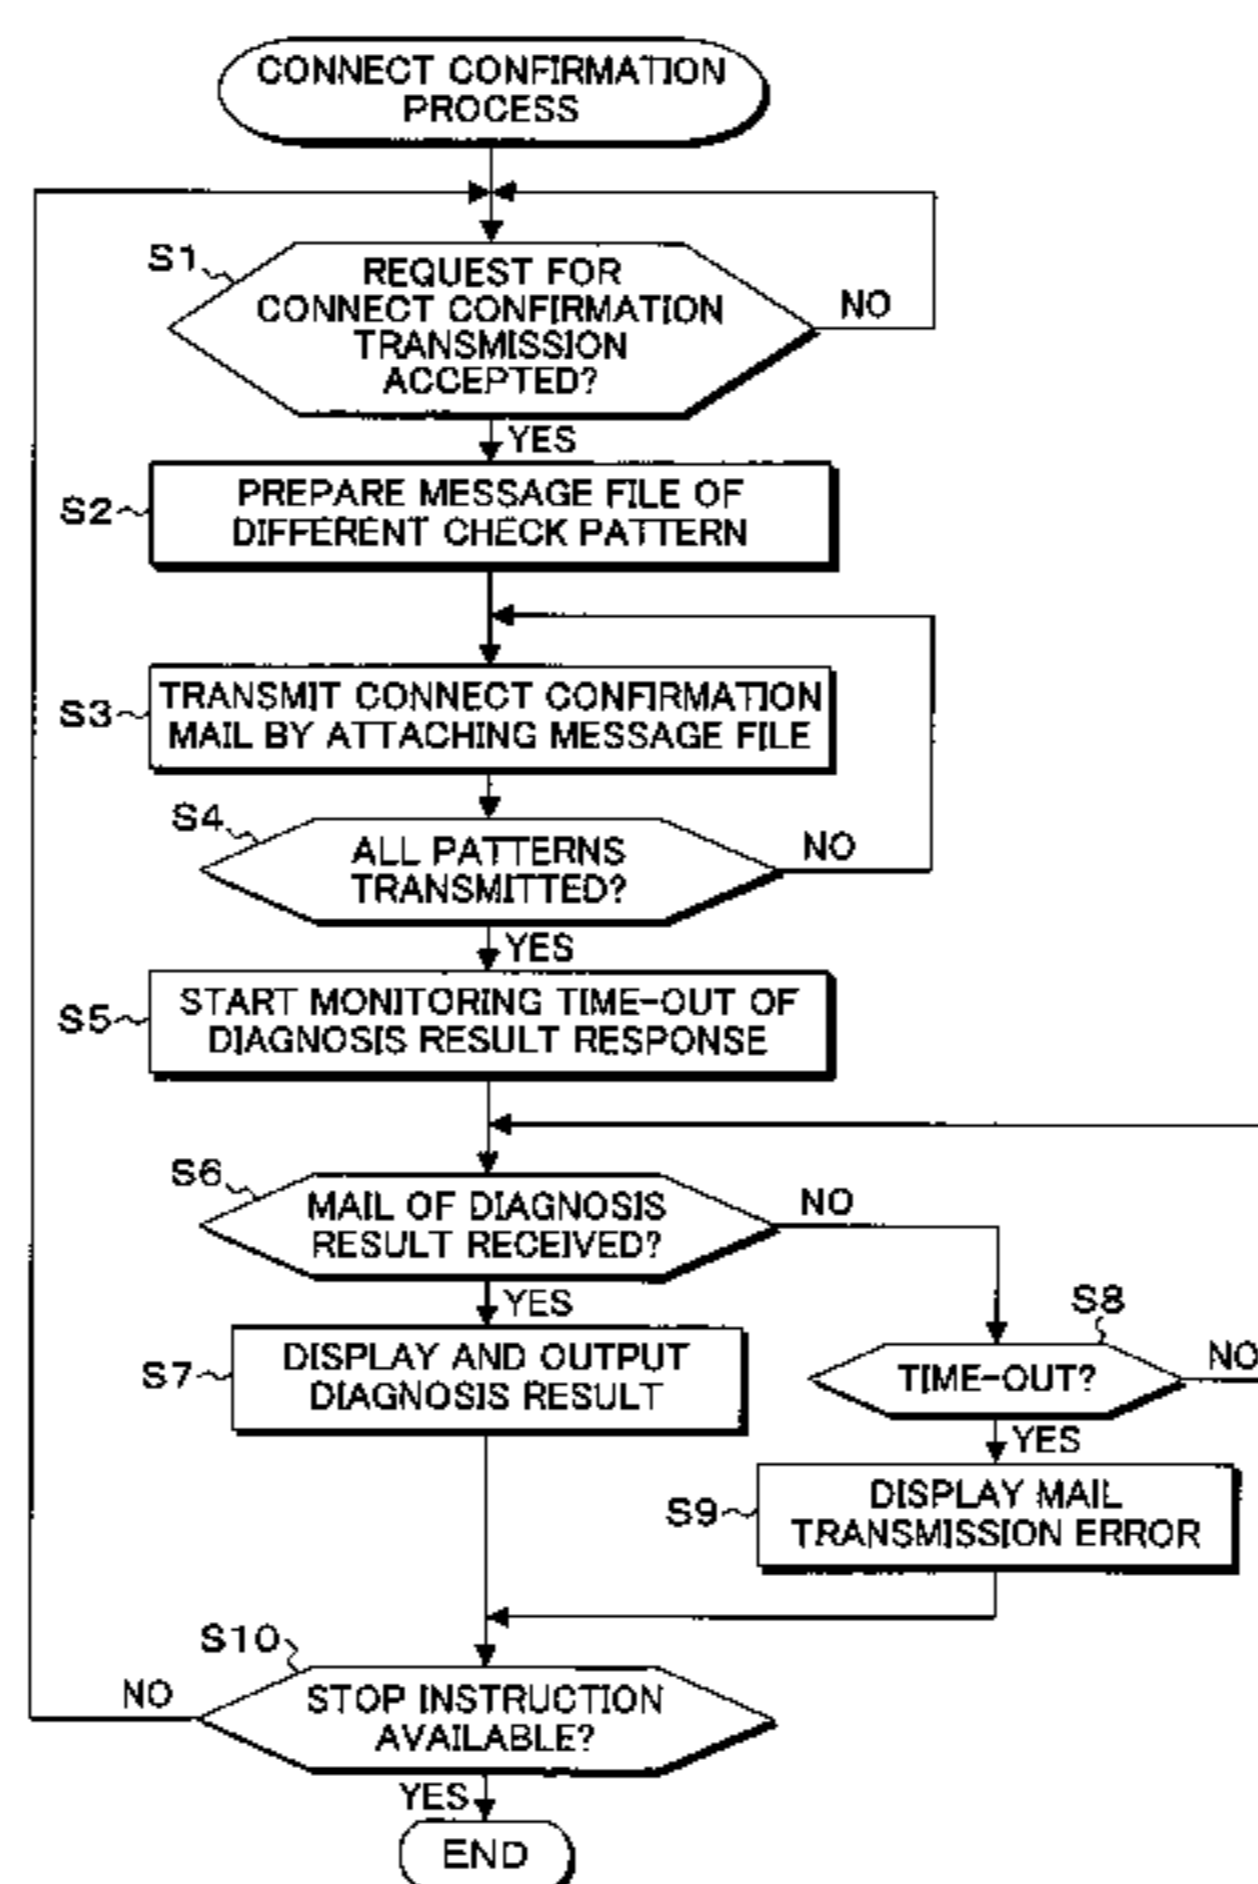 CONNECT CONFIRMATION
PROCESS
S1
REQUEST FOR
CONNECT CONFIRMATION
TRANSMISSION
ACCEPTED?
NO
YES
S2
PREPARE MESSAGE FILE OF
DIFFERENT CHECK PATTERN
S3
TRANSMIT CONNECT CONFIRMATION
MAIL BY ATTACHING MESSAGE FILE
S4
ALL PATTERNS
TRANSMITTED?
NO
YES
S5
START MONITORING TIME-OUT OF
DIAGNOSIS RESULT RESPONSE
S6
MAIL OF DIAGNOSIS
RESULT RECEIVED?
NO
YES
S7
DISPLAY AND OUTPUT
DIAGNOSIS RESULT
S8
TIME-OUT?
NO
YES
S9
DISPLAY MAIL
TRANSMISSION ERROR
S10
STOP INSTRUCTION
AVAILABLE?
NO
YES
END